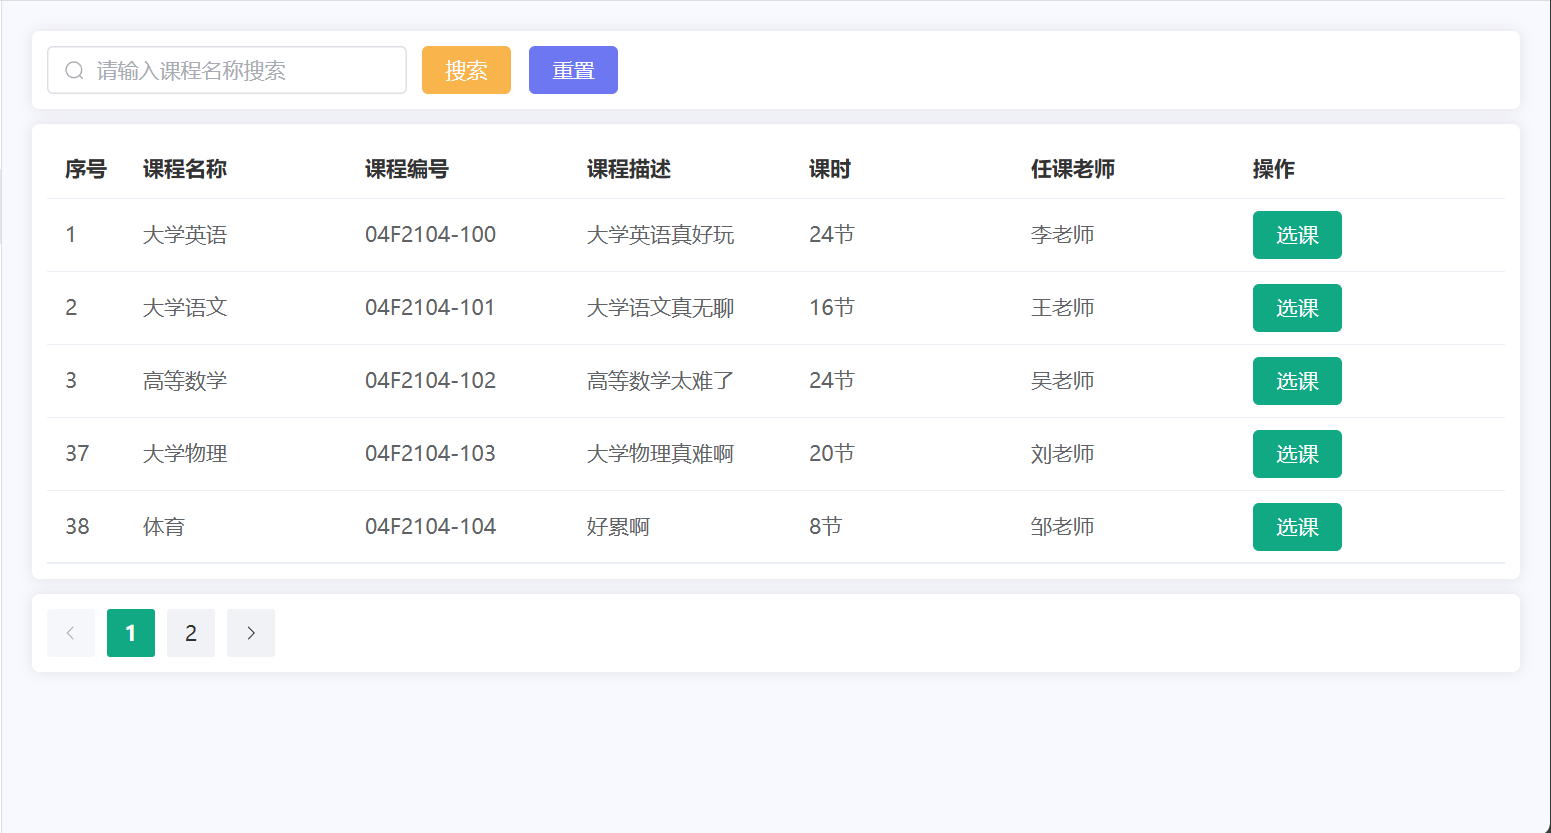 请输入课程名称搜索 搜索 重置
序号 课程名称 课程编号 课程描述 课时 任课老师 操作
1 大学英语 04F2104-100 大学英语真好玩 24节 李老师 选课
2 大学语文 04F2104-101 大学语文真无聊 16节 王老师 选课
3 高等数学 04F2104-102 高等数学太难了 24节 吴老师 选课
37 大学物理 04F2104-103 大学物理真难啊 20节 刘老师 选课
38 体育 04F2104-104 好累啊 8节 邹老师 选课
1 2